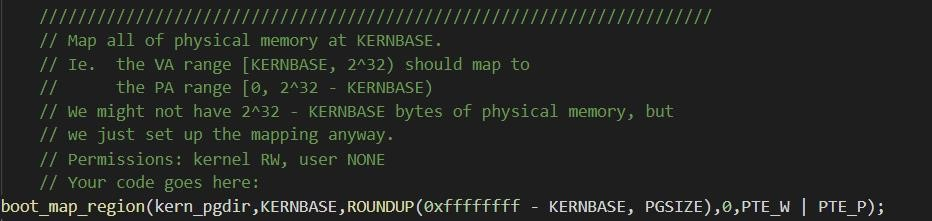 //////////////////////////////////////////////////////////////////////
// Map all of physical memory at KERNBASE.
// Ie.  the VA range [KERNBASE, 2^32) should map to
//      the PA range [0, 2^32 - KERNBASE)
// We might not have 2^32 - KERNBASE bytes of physical memory, but
// we just set up the mapping anyway.
// Permissions: kernel RW, user NONE
// Your code goes here:
boot_map_region(kern_pgdir,KERNBASE,ROUNDUP(0xffffffff - KERNBASE, PGSIZE),0,PTE_W | PTE_P);